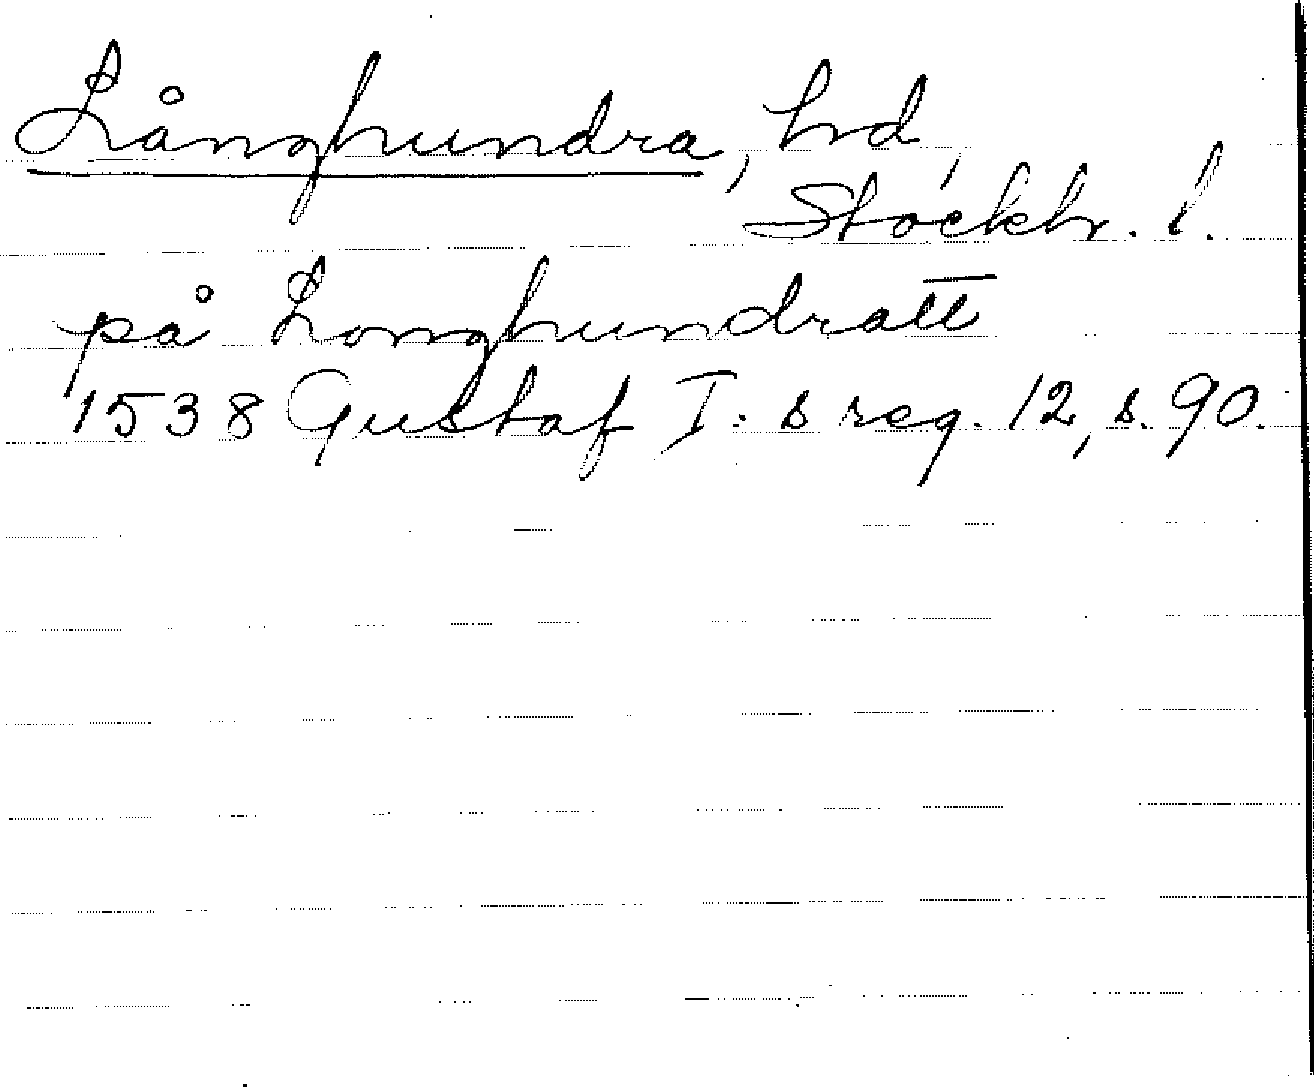 Långhundra, hd,
Stockh. l.
på Longhundratt
1538 Gustaf I: s reg. 12, s. 90.